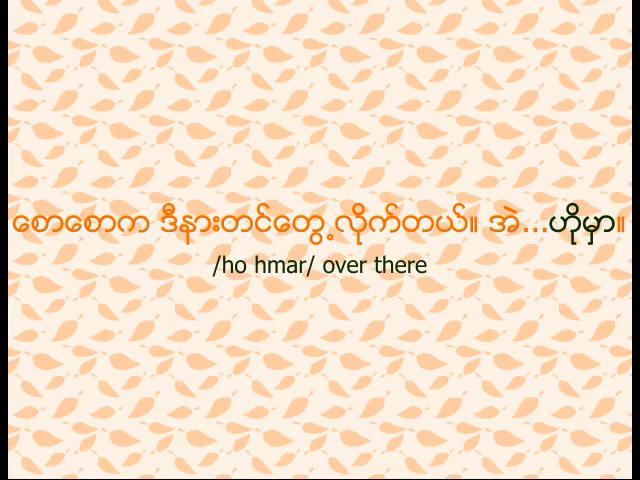 စောစောက ဒီနားတင်တွေ့လိုက်တယ်။ အဲ...ဟိုမှာ။
/ho hmar/ over there